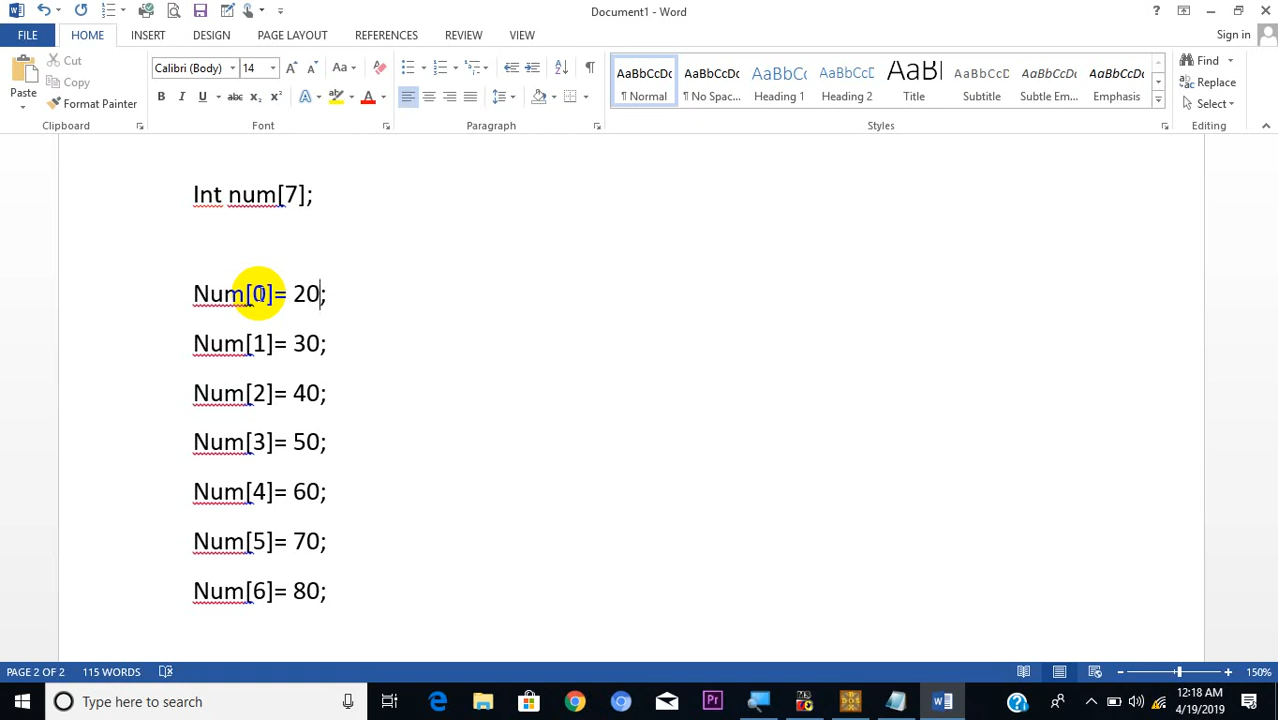 Document1 - Word
?
FILE HOME INSERT DESIGN PAGE LAYOUT REFERENCES REVIEW VIEW Sign in
Paste Cut Copy Format Painter
Calibri (Body) 14
B I U abc X₂ X² A
AaBbCcDc AaBbCcDc AaBbCc AaBbCcD AaBl AaBbCcD AaBbCcDc AaBbCcDc
¶ Normal ¶ No Spac... Heading 1 Heading 2 Title Subtitle Subtle Em... Emphasis
Find Replace Select
Clipboard Font Paragraph Styles Editing
Int num[7];
Num[0]= 20;
Num[1]= 30;
Num[2]= 40;
Num[3]= 50;
Num[4]= 60;
Num[5]= 70;
Num[6]= 80;
PAGE 2 OF 2 115 WORDS 150%
Type here to search
12:18 AM
4/19/2019